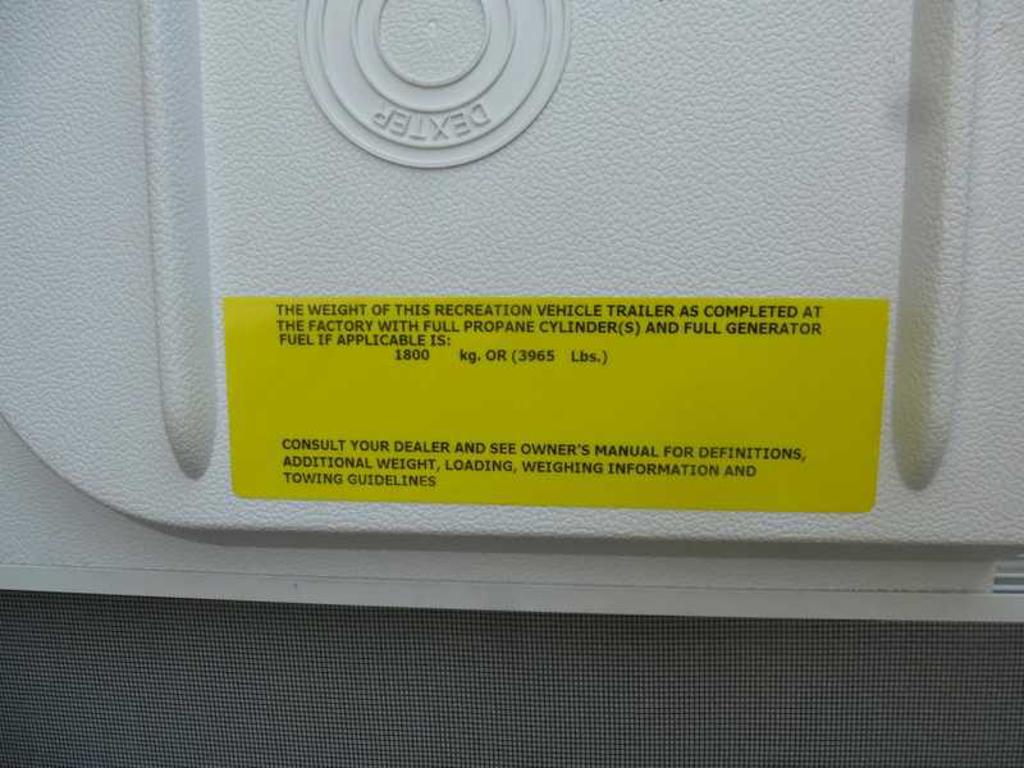 DEXTER
THE WEIGHT OF THIS RECREATION VEHICLE TRAILER AS COMPLETED AT
THE FACTORY WITH FULL PROPANE CYLINDER(S) AND FULL GENERATOR
FUEL IF APPLICABLE IS:
1800 kg. OR (3965 Lbs.)
CONSULT YOUR DEALER AND SEE OWNER'S MANUAL FOR DEFINITIONS,
ADDITIONAL WEIGHT, LOADING, WEIGHING INFORMATION AND
TOWING GUIDELINES